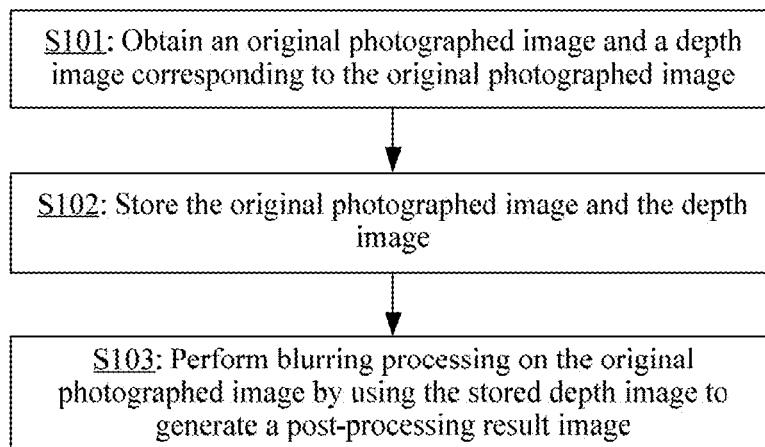 S101: Obtain an original photographed image and a depth
image corresponding to the original photographed image
S102: Store the original photographed image and the depth
image
S103: Perform blurring processing on the original
photographed image by using the stored depth image to
generate a post-processing result image